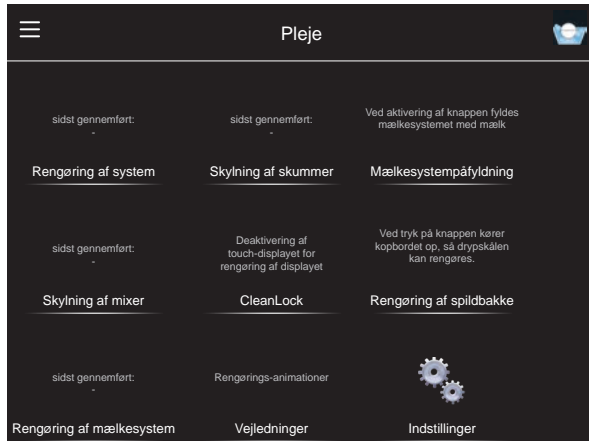 Pleje
sidst gennemført:
-
Rengøring af system
sidst gennemført:
-
Skylning af skummer
Ved aktivering af knappen fyldes
mælkesystemet med mælk
Mælkesystempåfyldning
sidst gennemført:
-
Skylning af mixer
Deaktivering af
touch-displayet for
rengøring af displayet
CleanLock
Ved tryk på knappen kører
kopbordet op, så drypskålen
kan rengøres.
Rengøring af spildbakke
sidst gennemført:
-
Rengøring af mælkesystem
Rengørings-animationer
Vejledninger
Indstillinger